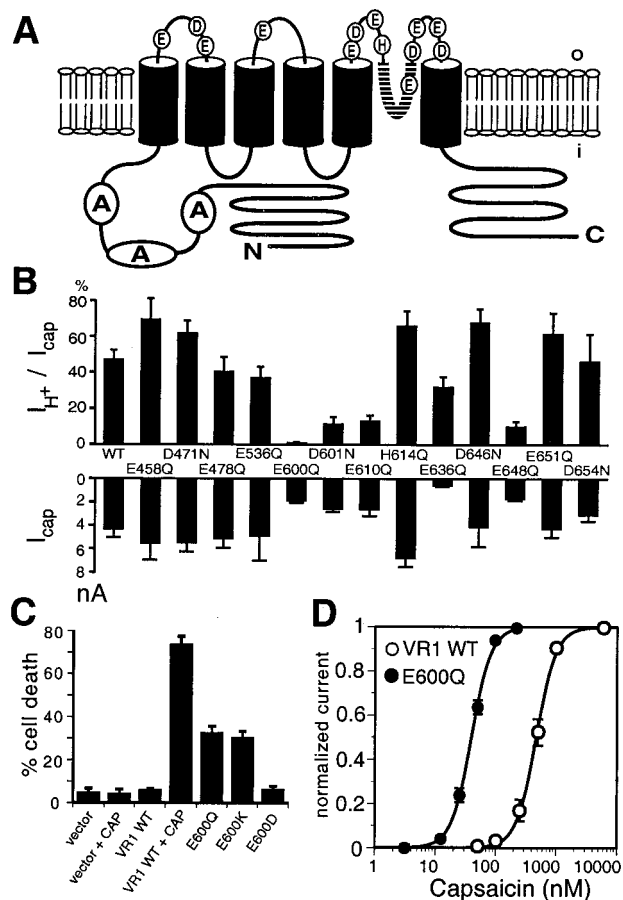 A
E D E
E
E D E H
E
D E E D
o
i
A A A
N
C
B
%
80
60
40
20
0
I_H+ / I_cap
WT D471N E536Q D601N H614Q D646N E651Q
E458Q E478Q E600Q E610Q E636Q E648Q D654N
0
2
4
6
8
I_cap
nA
C
80
60
40
20
0
% cell death
vector
vector + CAP
VR1 WT
VR1 WT + CAP
E600Q
E600K
E600D
D
1
0.8
0.6
0.4
0.2
0
normalized current
VR1 WT
E600Q
1 10 100 1000 10000
Capsaicin (nM)